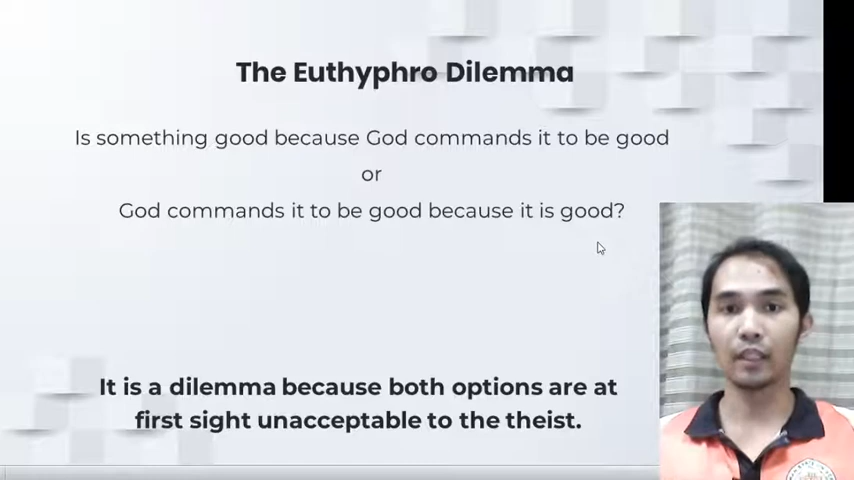 The Euthyphro Dilemma
Is something good because God commands it to be good
or
God commands it to be good because it is good?
It is a dilemma because both options are at
first sight unacceptable to the theist.